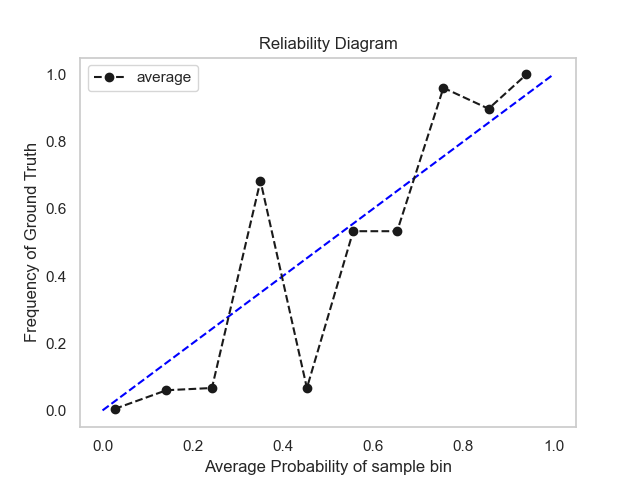 Reliability Diagram
average
Frequency of Ground Truth
1.0
0.8
0.6
0.4
0.2
0.0
0.0 0.2 0.4 0.6 0.8 1.0
Average Probability of sample bin